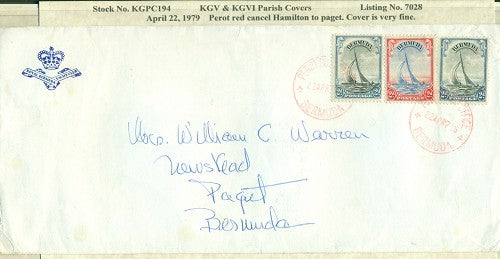 Stock No. KGPC194 KGV & KGVI Parish Covers Listing No. 7028
April 22, 1979 Perot red cancel Hamilton to paget. Cover is very fine.
BERMUDA BERMUDA BERMUDA
POSTAGE POSTAGE POSTAGE
BERMUDA BERMUDA
Mrs. William C. Warren
Newstead
Paget
Bermuda